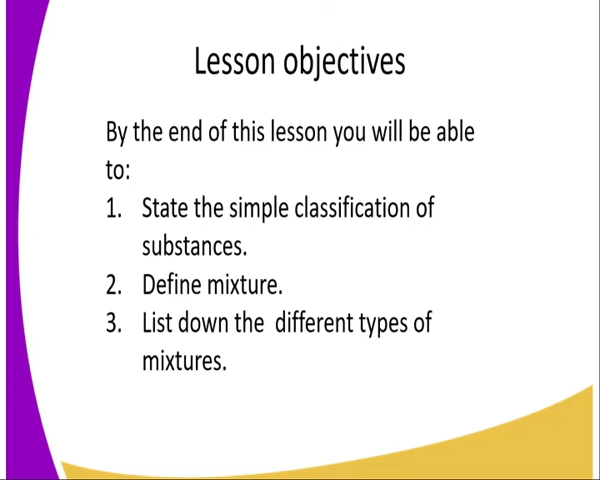 Lesson objectives
By the end of this lesson you will be able
to:
1. State the simple classification of
substances.
2. Define mixture.
3. List down the  different types of
mixtures.